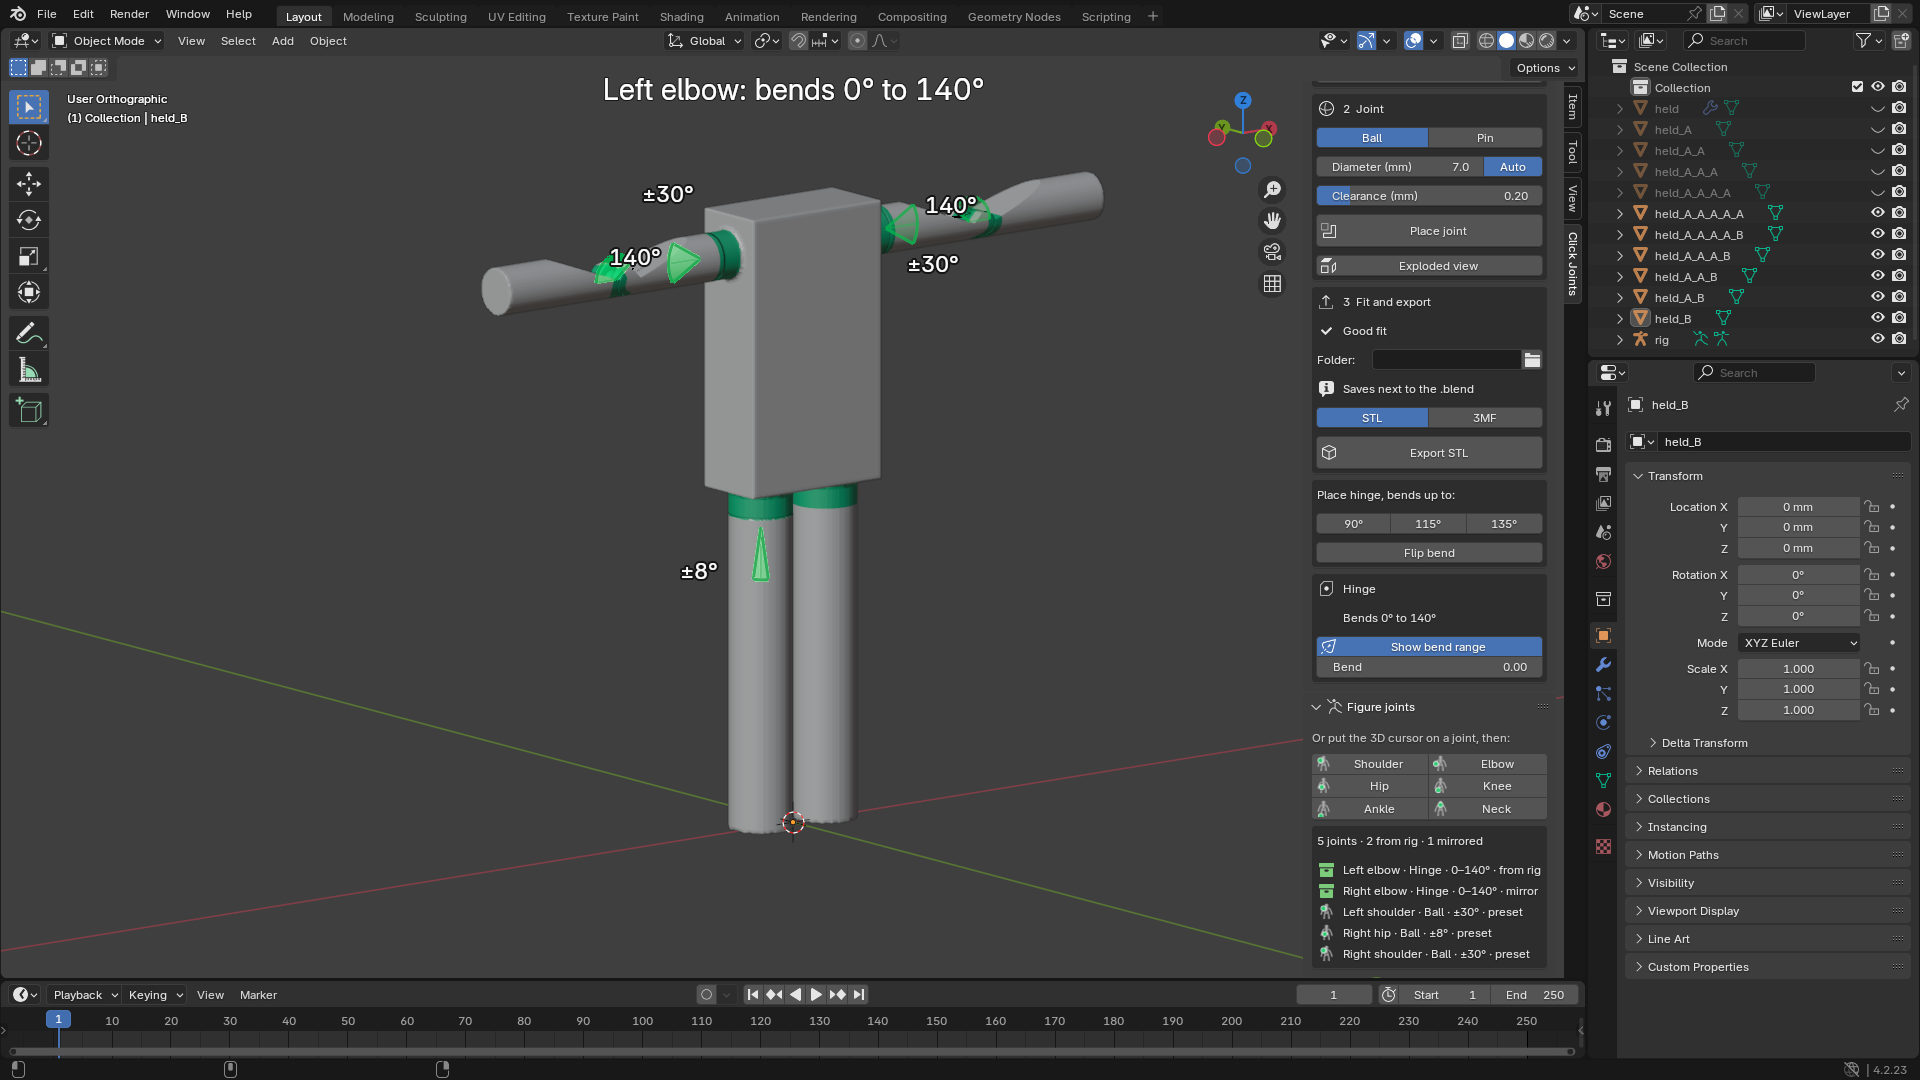 File Edit Render Window Help
Layout Modeling Sculpting UV Editing Texture Paint Shading Animation Rendering Compositing Geometry Nodes Scripting +
Scene
ViewLayer
Object Mode View Select Add Object
Global
Search
Options
User Orthographic
(1) Collection | held_B
Left elbow: bends 0° to 140°
Z
Y
X
±30°
140°
140°
±30°
±8°
Item
Tool
View
Click Joints
2 Joint
Ball Pin
Diameter (mm) 7.0 Auto
Clearance (mm) 0.20
Place joint
Exploded view
3 Fit and export
Good fit
Folder:
Saves next to the .blend
STL 3MF
Export STL
Place hinge, bends up to:
90° 115° 135°
Flip bend
Hinge
Bends 0° to 140°
Show bend range
Bend 0.00
Figure joints
Or put the 3D cursor on a joint, then:
Shoulder Elbow
Hip Knee
Ankle Neck
5 joints · 2 from rig · 1 mirrored
Left elbow · Hinge · 0–140° · from rig
Right elbow · Hinge · 0–140° · mirror
Left shoulder · Ball · ±30° · preset
Right hip · Ball · ±8° · preset
Right shoulder · Ball · ±30° · preset
Scene Collection
Collection
held
held_A
held_A_A
held_A_A_A
held_A_A_A_A
held_A_A_A_A_A
held_A_A_A_A_B
held_A_A_A_B
held_A_A_B
held_A_B
held_B
rig
Search
held_B
held_B
Transform
Location X 0 mm
Y 0 mm
Z 0 mm
Rotation X 0°
Y 0°
Z 0°
Mode XYZ Euler
Scale X 1.000
Y 1.000
Z 1.000
Delta Transform
Relations
Collections
Instancing
Motion Paths
Visibility
Viewport Display
Line Art
Custom Properties
Playback Keying View Marker
1 Start 1 End 250
1 10 20 30 40 50 60 70 80 90 100 110 120 130 140 150 160 170 180 190 200 210 220 230 240 250
4.2.23